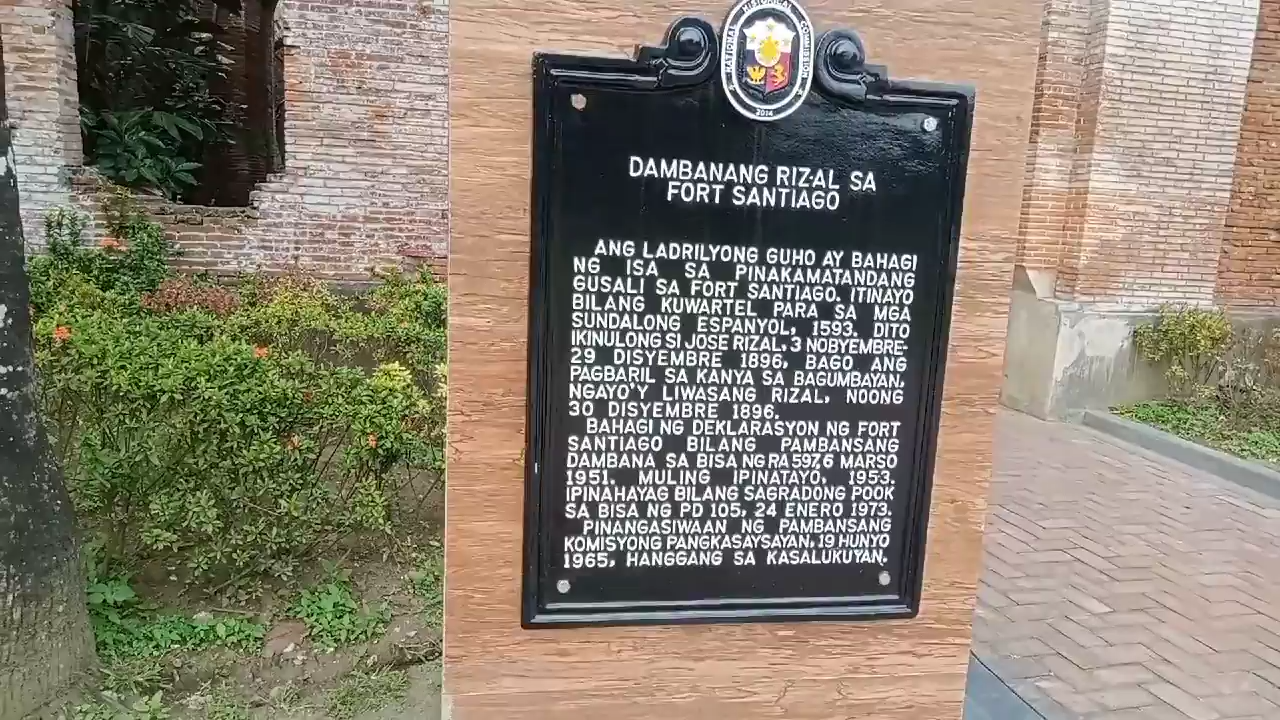 NATIONAL HISTORICAL COMMISSION
2014
DAMBANANG RIZAL SA
FORT SANTIAGO
ANG LADRILYONG GUHO AY BAHAGI
NG ISA SA PINAKAMATANDANG
GUSALI SA FORT SANTIAGO. ITINAYO
BILANG KUWARTEL PARA SA MGA
SUNDALONG ESPANYOL, 1593. DITO
IKINULONG SI JOSE RIZAL, 3 NOBYEMBRE-
29 DISYEMBRE 1896, BAGO ANG
PAGBARIL SA KANYA SA BAGUMBAYAN,
NGAYO'Y LIWASANG RIZAL, NOONG
30 DISYEMBRE 1896.
BAHAGI NG DEKLARASYON NG FORT
SANTIAGO BILANG PAMBANSANG
DAMBANA SA BISA NG RA 597, 6 MARSO
1951. MULING IPINATAYO, 1953.
IPINAHAYAG BILANG SAGRADONG POOK
SA BISA NG PD 105, 24 ENERO 1973.
PINANGASIWAAN NG PAMBANSANG
KOMISYONG PANGKASAYSAYAN, 19 HUNYO
1965, HANGGANG SA KASALUKUYAN.